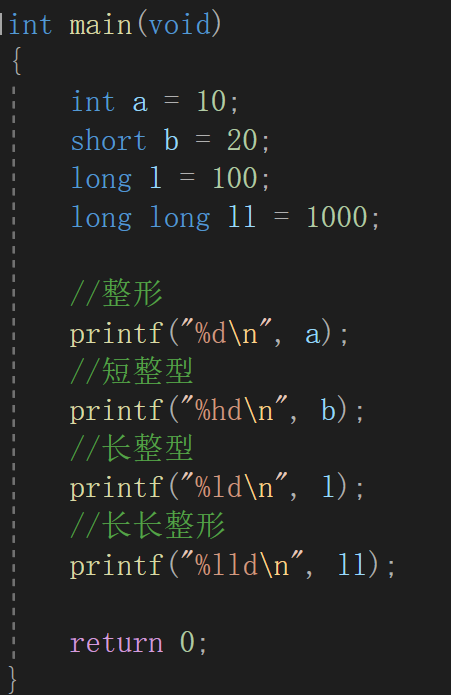 int main(void)
{
    int a = 10;
    short b = 20;
    long l = 100;
    long long ll = 1000;

    //整形
    printf("%d\n", a);
    //短整型
    printf("%hd\n", b);
    //长整型
    printf("%ld\n", l);
    //长长整形
    printf("%lld\n", ll);

    return 0;
}